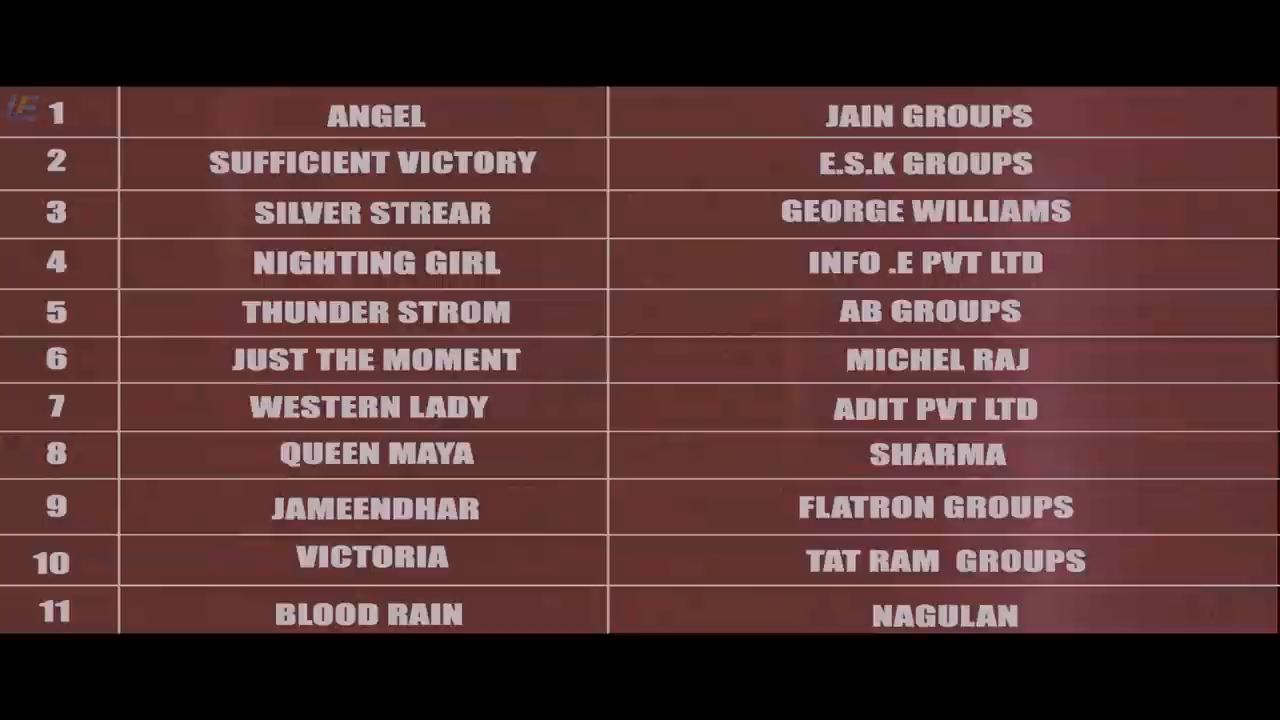 1 ANGEL JAIN GROUPS
2 SUFFICIENT VICTORY E.S.K GROUPS
3 SILVER STREAR GEORGE WILLIAMS
4 NIGHTING GIRL INFO .E PVT LTD
5 THUNDER STROM AB GROUPS
6 JUST THE MOMENT MICHEL RAJ
7 WESTERN LADY ADIT PVT LTD
8 QUEEN MAYA SHARMA
9 JAMEENDHAR FLATRON GROUPS
10 VICTORIA TAT RAM GROUPS
11 BLOOD RAIN NAGULAN